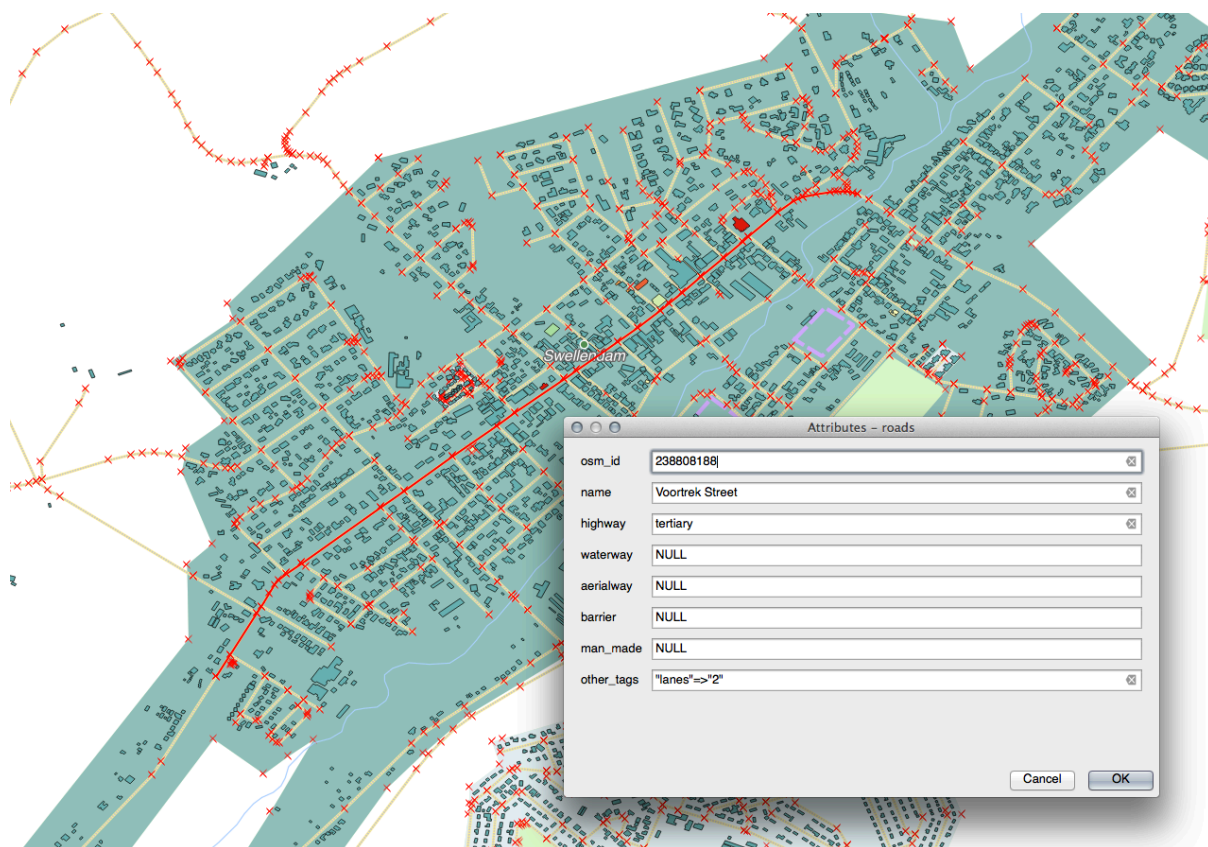 Swellendam
Attributes – roads
osm_id 238808188
name Voortrek Street
highway tertiary
waterway NULL
aerialway NULL
barrier NULL
man_made NULL
other_tags "lanes"=>"2"
Cancel OK